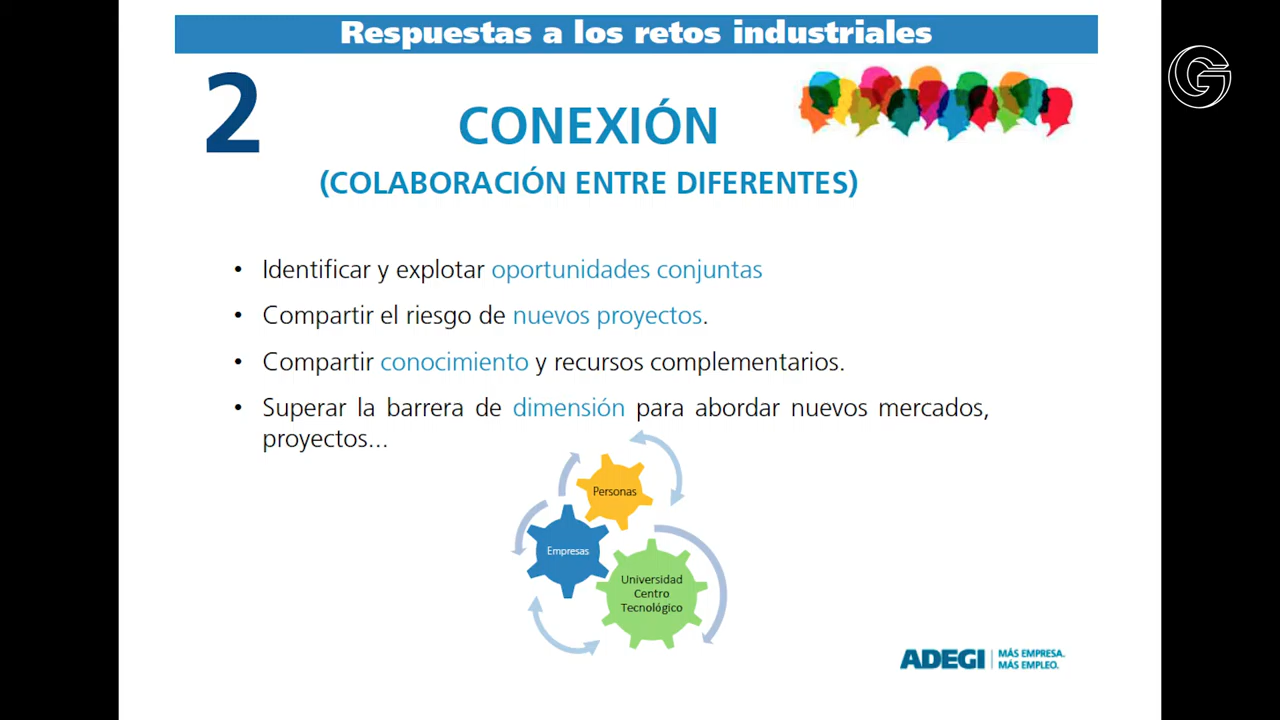 Respuestas a los retos industriales
2
CONEXIÓN
(COLABORACIÓN ENTRE DIFERENTES)
• Identificar y explotar oportunidades conjuntas
• Compartir el riesgo de nuevos proyectos.
• Compartir conocimiento y recursos complementarios.
• Superar la barrera de dimensión para abordar nuevos mercados,
proyectos...
Personas
Empresas
Universidad
Centro
Tecnológico
ADEGI
MÁS EMPRESA.
MÁS EMPLEO.
G